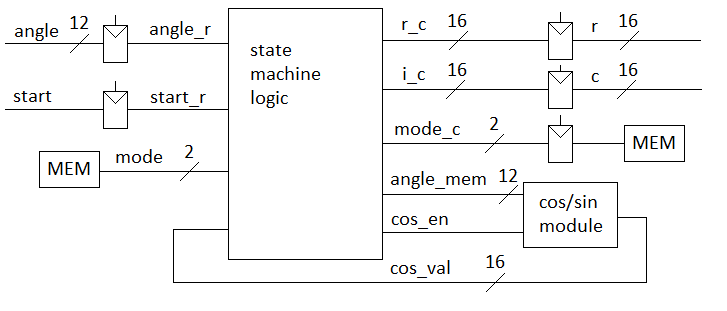 angle 12 angle_r
start start_r
MEM mode 2
state
machine
logic
r_c 16 r 16
i_c 16 c 16
mode_c 2 MEM
angle_mem 12
cos_en
cos/sin
module
cos_val 16